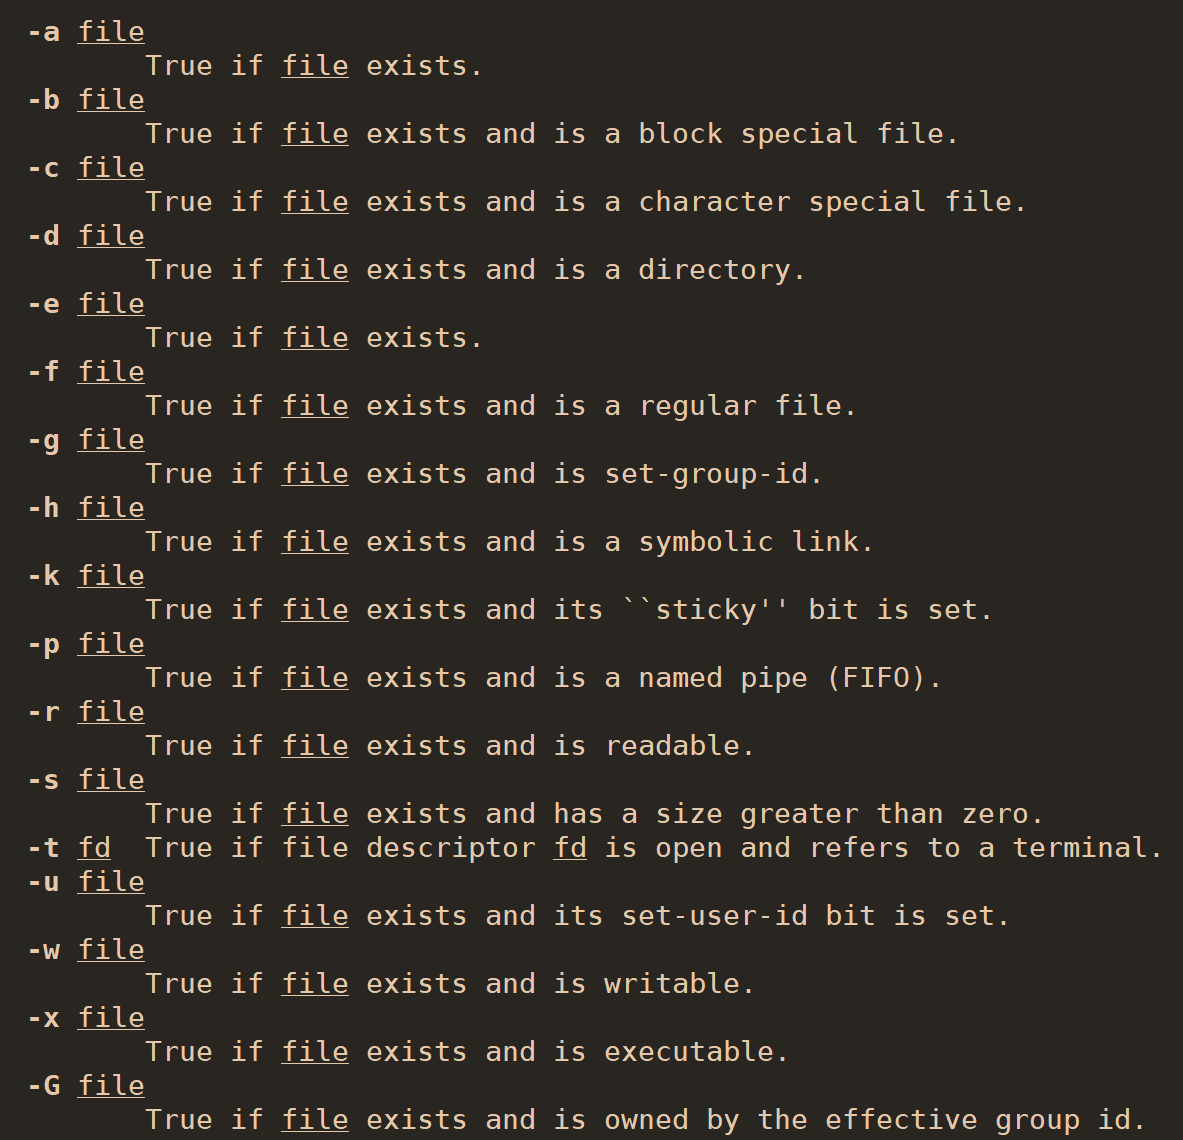 -a file
True if file exists.
-b file
True if file exists and is a block special file.
-c file
True if file exists and is a character special file.
-d file
True if file exists and is a directory.
-e file
True if file exists.
-f file
True if file exists and is a regular file.
-g file
True if file exists and is set-group-id.
-h file
True if file exists and is a symbolic link.
-k file
True if file exists and its ``sticky'' bit is set.
-p file
True if file exists and is a named pipe (FIFO).
-r file
True if file exists and is readable.
-s file
True if file exists and has a size greater than zero.
-t fd  True if file descriptor fd is open and refers to a terminal.
-u file
True if file exists and its set-user-id bit is set.
-w file
True if file exists and is writable.
-x file
True if file exists and is executable.
-G file
True if file exists and is owned by the effective group id.